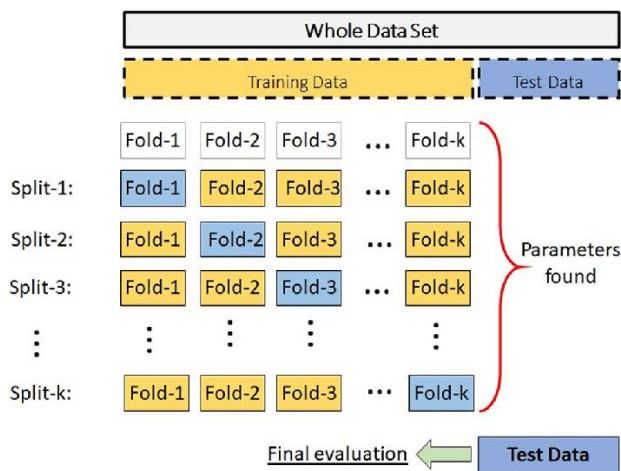 Whole Data Set
Training Data Test Data
Fold-1 Fold-2 Fold-3 ... Fold-k
Split-1: Fold-1 Fold-2 Fold-3 ... Fold-k
Split-2: Fold-1 Fold-2 Fold-3 ... Fold-k
Split-3: Fold-1 Fold-2 Fold-3 ... Fold-k
Parameters
found
Split-k: Fold-1 Fold-2 Fold-3 ... Fold-k
Final evaluation Test Data